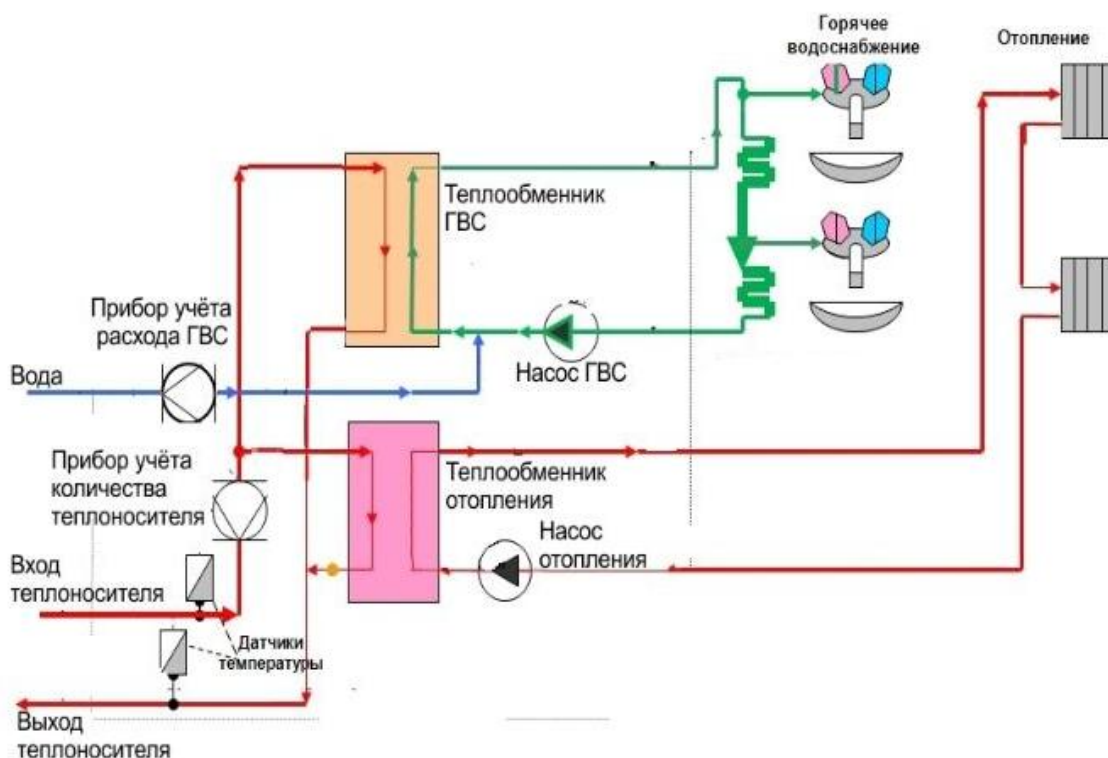 Горячее
водоснабжение
Отопление
Теплообменник
ГВС
Прибор учёта
расхода ГВС
Вода
Насос ГВС
Прибор учёта
количества
теплоносителя
Теплообменник
отопления
Насос
отопления
Вход
теплоносителя
Датчики
температуры
Выход
теплоносителя